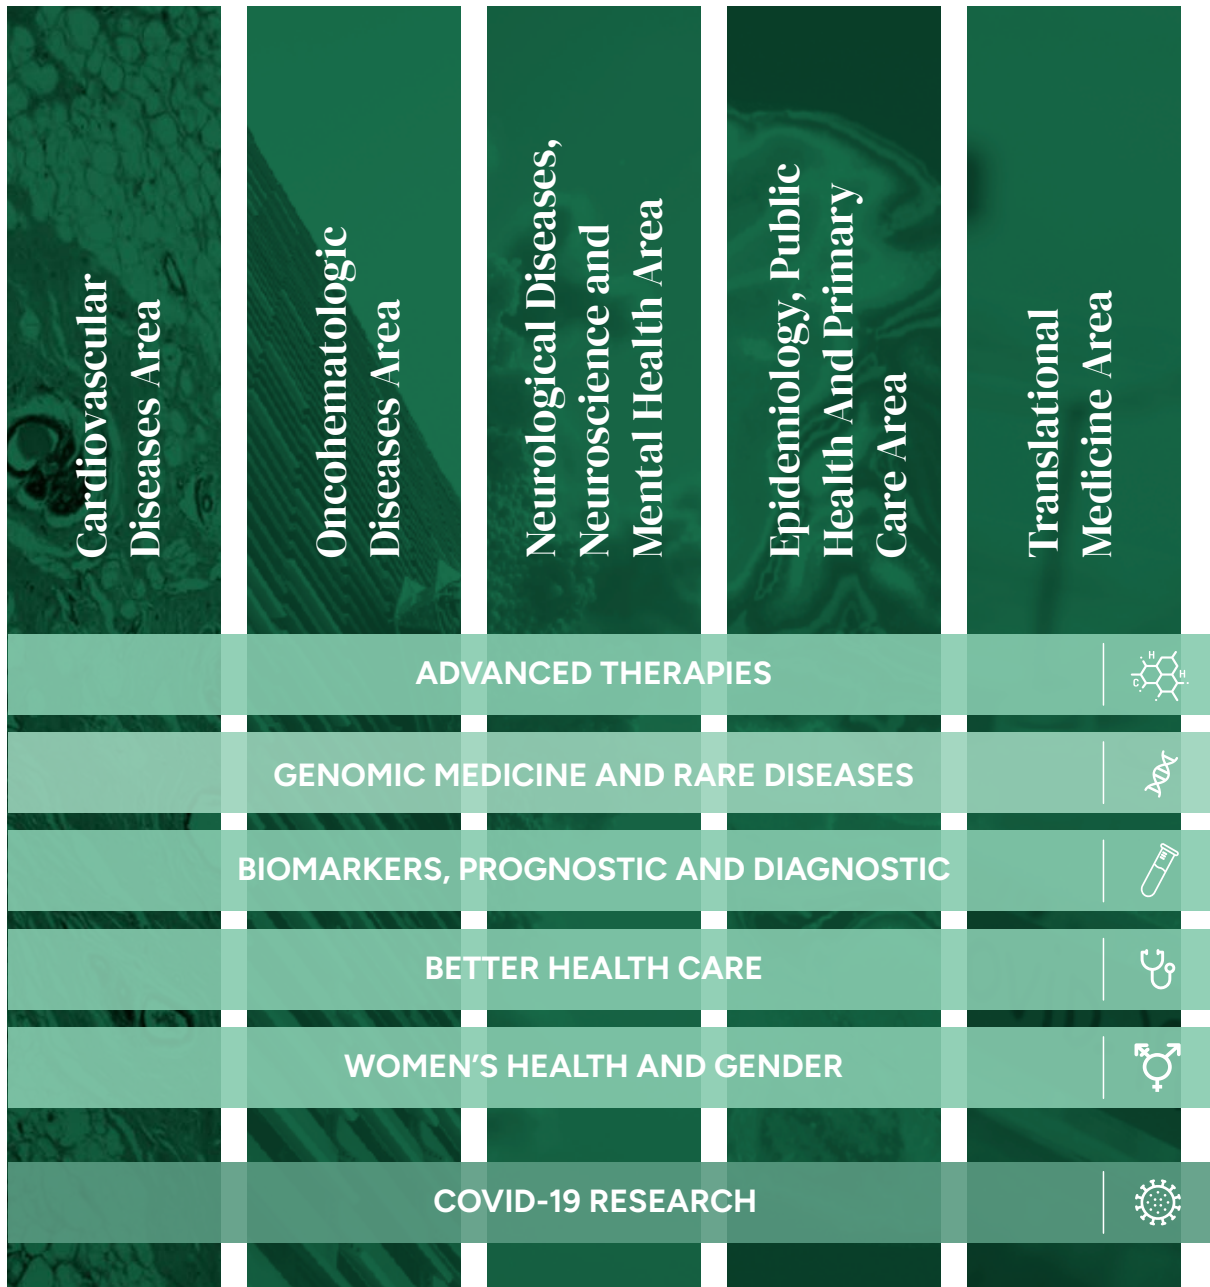 Cardiovascular
Diseases Area
Oncohematologic
Diseases Area
Neurological Diseases,
Neuroscience and
Mental Health Area
Epidemiology, Public
Health And Primary
Care Area
Translational
Medicine Area
ADVANCED THERAPIES
H
H
C
GENOMIC MEDICINE AND RARE DISEASES
BIOMARKERS, PROGNOSTIC AND DIAGNOSTIC
BETTER HEALTH CARE
WOMEN’S HEALTH AND GENDER
COVID-19 RESEARCH